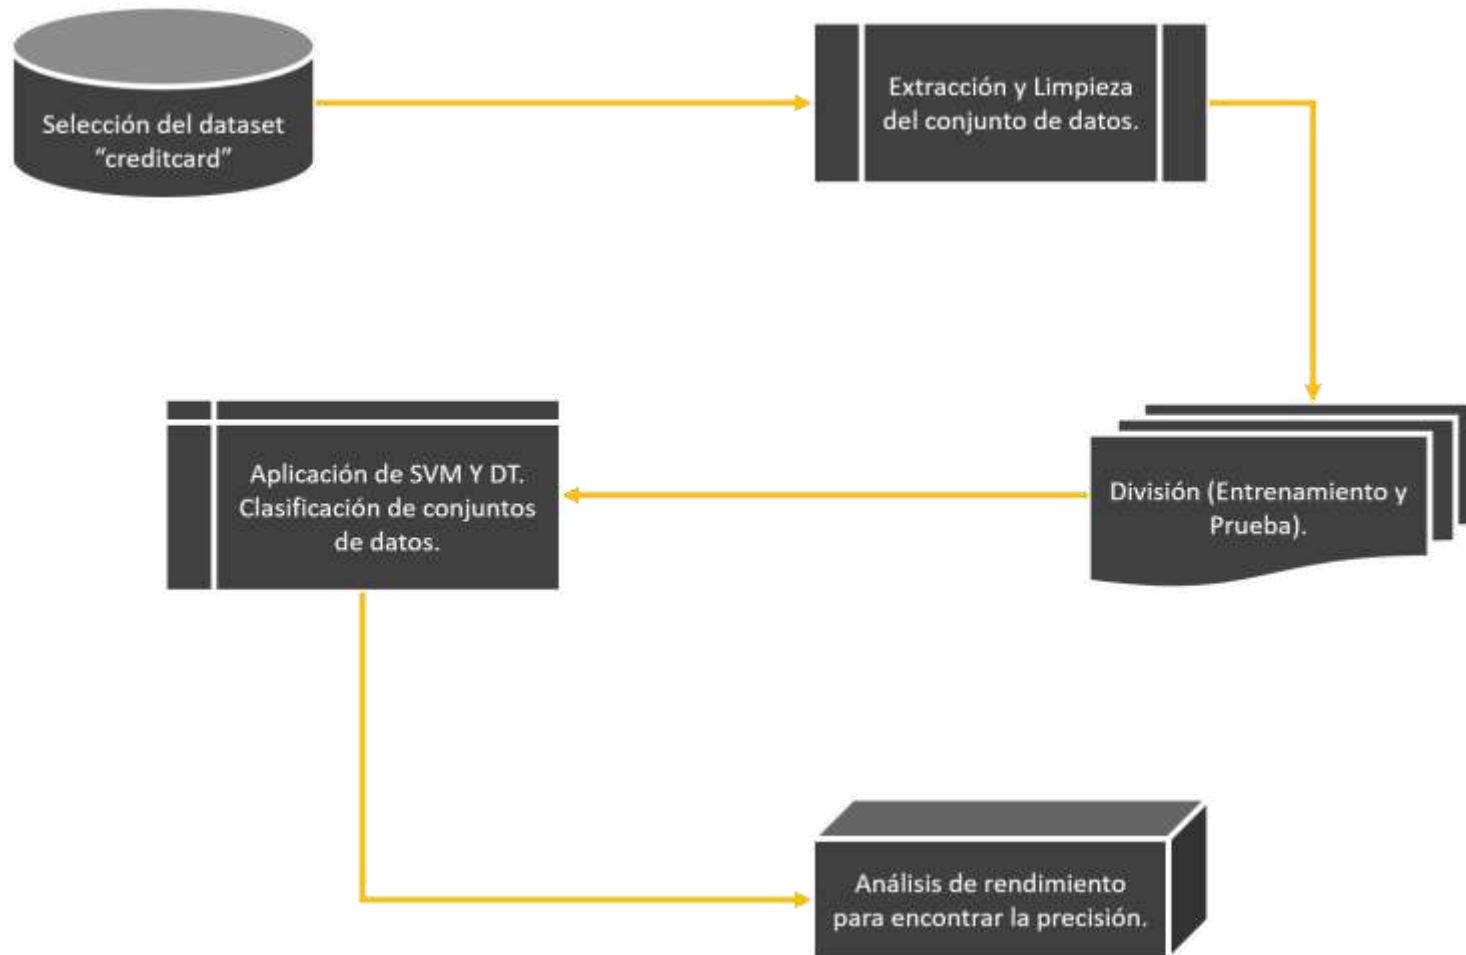 Selección del dataset
“creditcard”
Extracción y Limpieza
del conjunto de datos.
División (Entrenamiento y
Prueba).
Aplicación de SVM Y DT.
Clasificación de conjuntos
de datos.
Análisis de rendimiento
para encontrar la precisión.